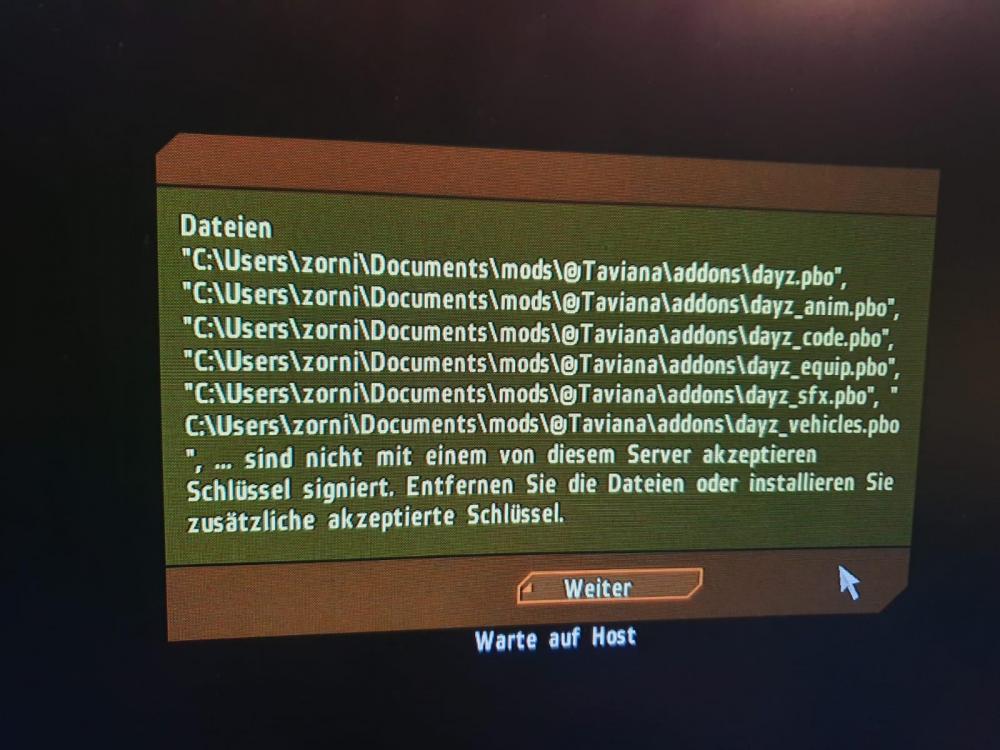 Dateien
"C:\Users\zorni\Documents\mods\@Taviana\addons\dayz.pbo",
"C:\Users\zorni\Documents\mods\@Taviana\addons\dayz_anim.pbo",
"C:\Users\zorni\Documents\mods\@Taviana\addons\dayz_code.pbo",
"C:\Users\zorni\Documents\mods\@Taviana\addons\dayz_equip.pbo",
"C:\Users\zorni\Documents\mods\@Taviana\addons\dayz_sfx.pbo", "
C:\Users\zorni\Documents\mods\@Taviana\addons\dayz_vehicles.pbo
", ... sind nicht mit einem von diesem Server akzeptieren
Schlüssel signiert. Entfernen Sie die Dateien oder installieren Sie
zusätzliche akzeptierte Schlüssel.
Weiter
Warte auf Host